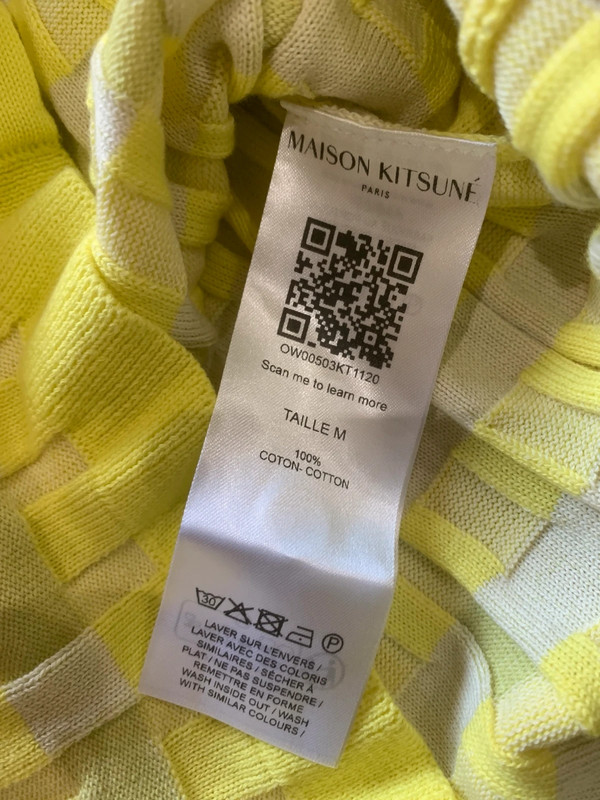 MAISON KITSUNÉ
PARIS
OW00503KT1120
Scan me to learn more
TAILLE M
100%
COTON- COTTON
30
P
LAVER SUR L'ENVERS /
LAVER AVEC DES COLORIS
SIMILAIRES / SÉCHER À
PLAT / NE PAS SUSPENDRE /
REMETTRE EN FORME
WASH INSIDE OUT / WASH
WITH SIMILAR COLOURS /